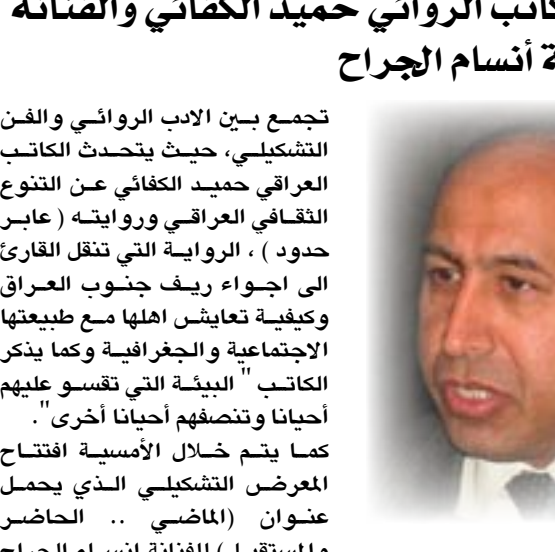 كاتب الروائي حميد الكفائي والفنانة
ة أنسام الجراح
تجمع بين الادب الروائي والفن
التشكيلي، حيث يتحدث الكاتب
العراقي حميد الكفائي عن التنوع
الثقافي العراقي وروايته ( عابر
حدود ) ، الرواية التي تنقل القارئ
الى اجواء ريف جنوب العراق
وكيفية تعايش اهلها مع طبيعتها
الاجتماعية والجغرافية وكما يذكر
الكاتب " البيئة التي تقسو عليهم
أحيانا وتنصفهم أحيانا أخرى".
كما يتم خلال الأمسية افتتاح
المعرض التشكيلي الذي يحمل
عنوان (الماضي .. الحاضر
والمستقبل) للفنانة انسام الجراح